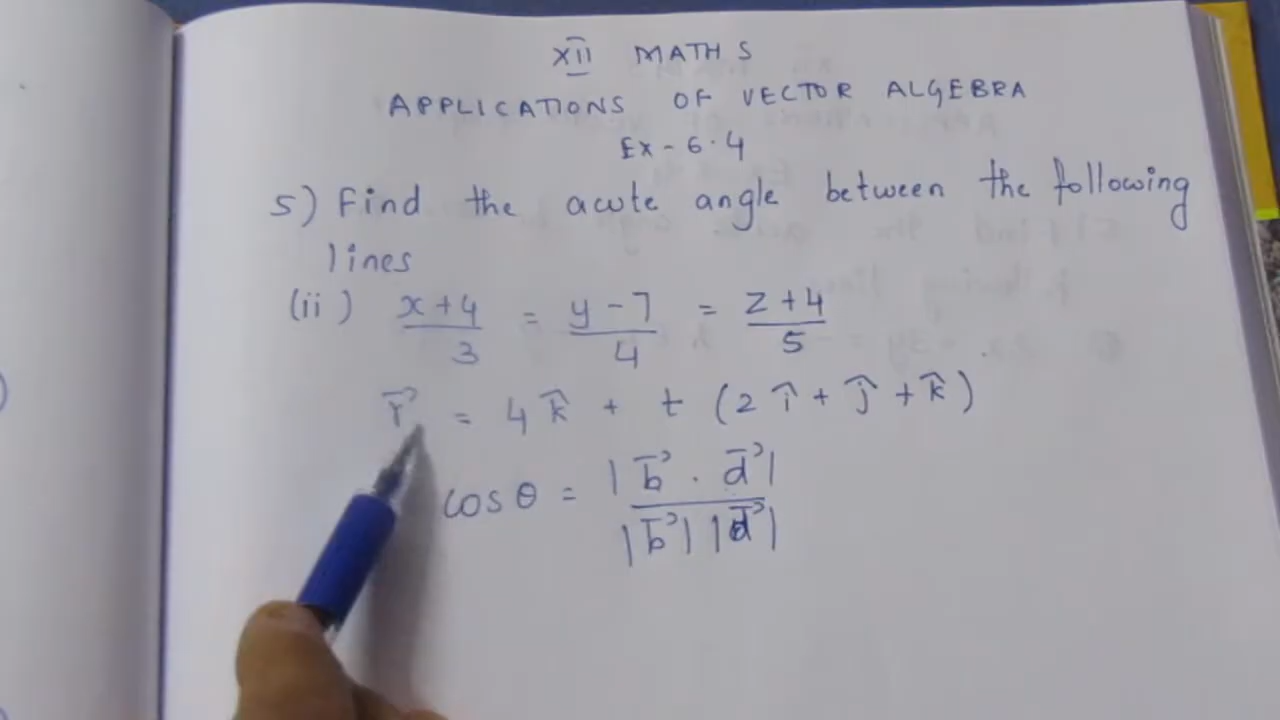 XII MATHS
APPLICATIONS OF VECTOR ALGEBRA
Ex - 6.4
5) Find the acute angle between the following
lines
(ii) x+4/3 = y-7/4 = z+4/5
r⃗ = 4k̂ + t (2î + ĵ + k̂)
cos θ = |b⃗ . d⃗| / |b⃗| |d⃗|